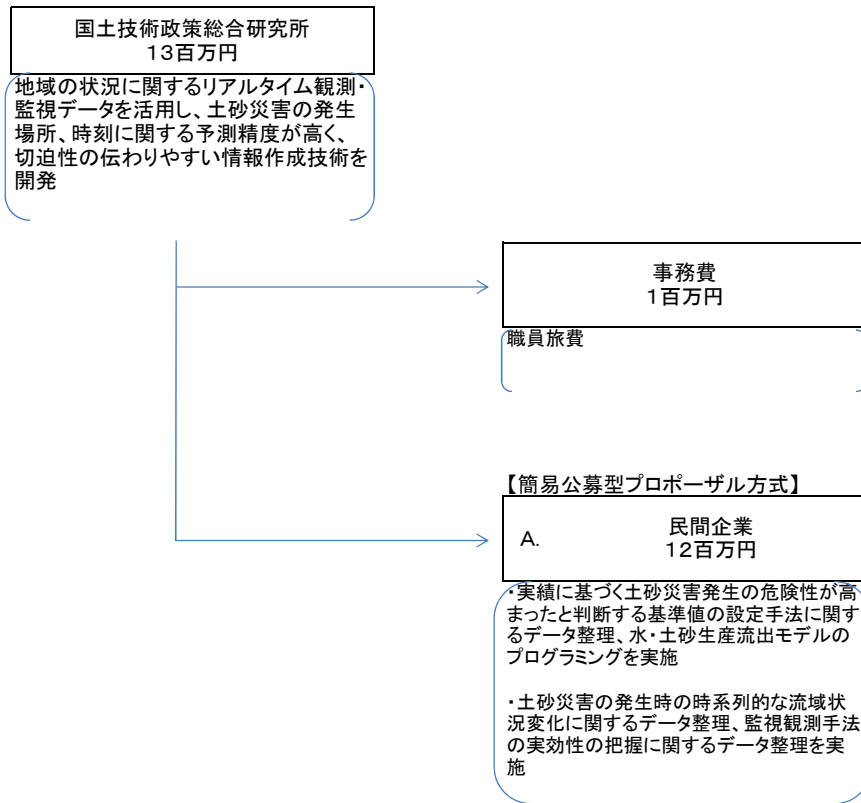 国土技術政策総合研究所
13百万円
地域の状況に関するリアルタイム観測・
監視データを活用し、土砂災害の発生
場所、時刻に関する予測精度が高く、
切迫性の伝わりやすい情報作成技術を
開発
事務費
1百万円
職員旅費
【簡易公募型プロポーザル方式】
A.
民間企業
12百万円
・実績に基づく土砂災害発生の危険性が高
まったと判断する基準値の設定手法に関す
るデータ整理、水・土砂生産流出モデルの
プログラミングを実施
・土砂災害の発生時の時系列的な流域状
況変化に関するデータ整理、監視観測手法
の実効性の把握に関するデータ整理を実
施